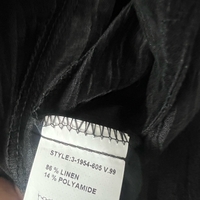 STYLE:3-1954-605 V.99
86 % LINEN
14 % POLYAMIDE